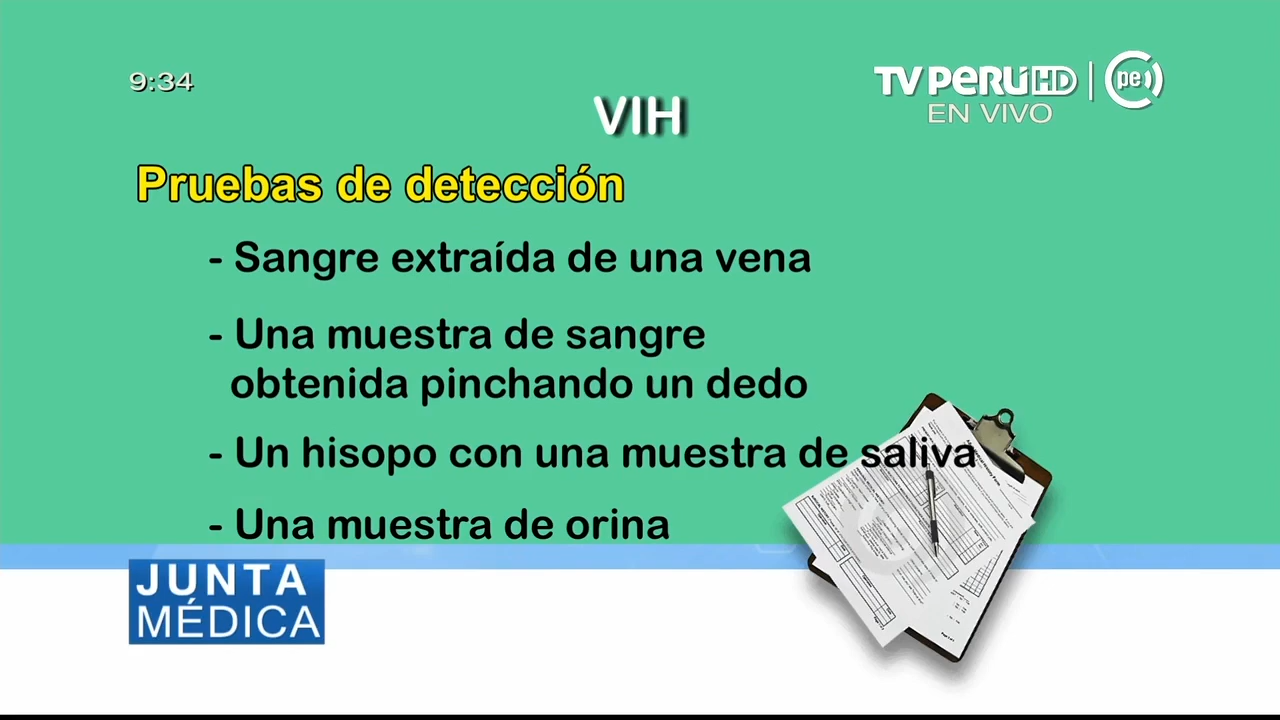 9:34
TV PERÚ HD
pe
EN VIVO
VIH
Pruebas de detección
- Sangre extraída de una vena
- Una muestra de sangre
obtenida pinchando un dedo
- Un hisopo con una muestra de saliva
- Una muestra de orina
JUNTA
MÉDICA